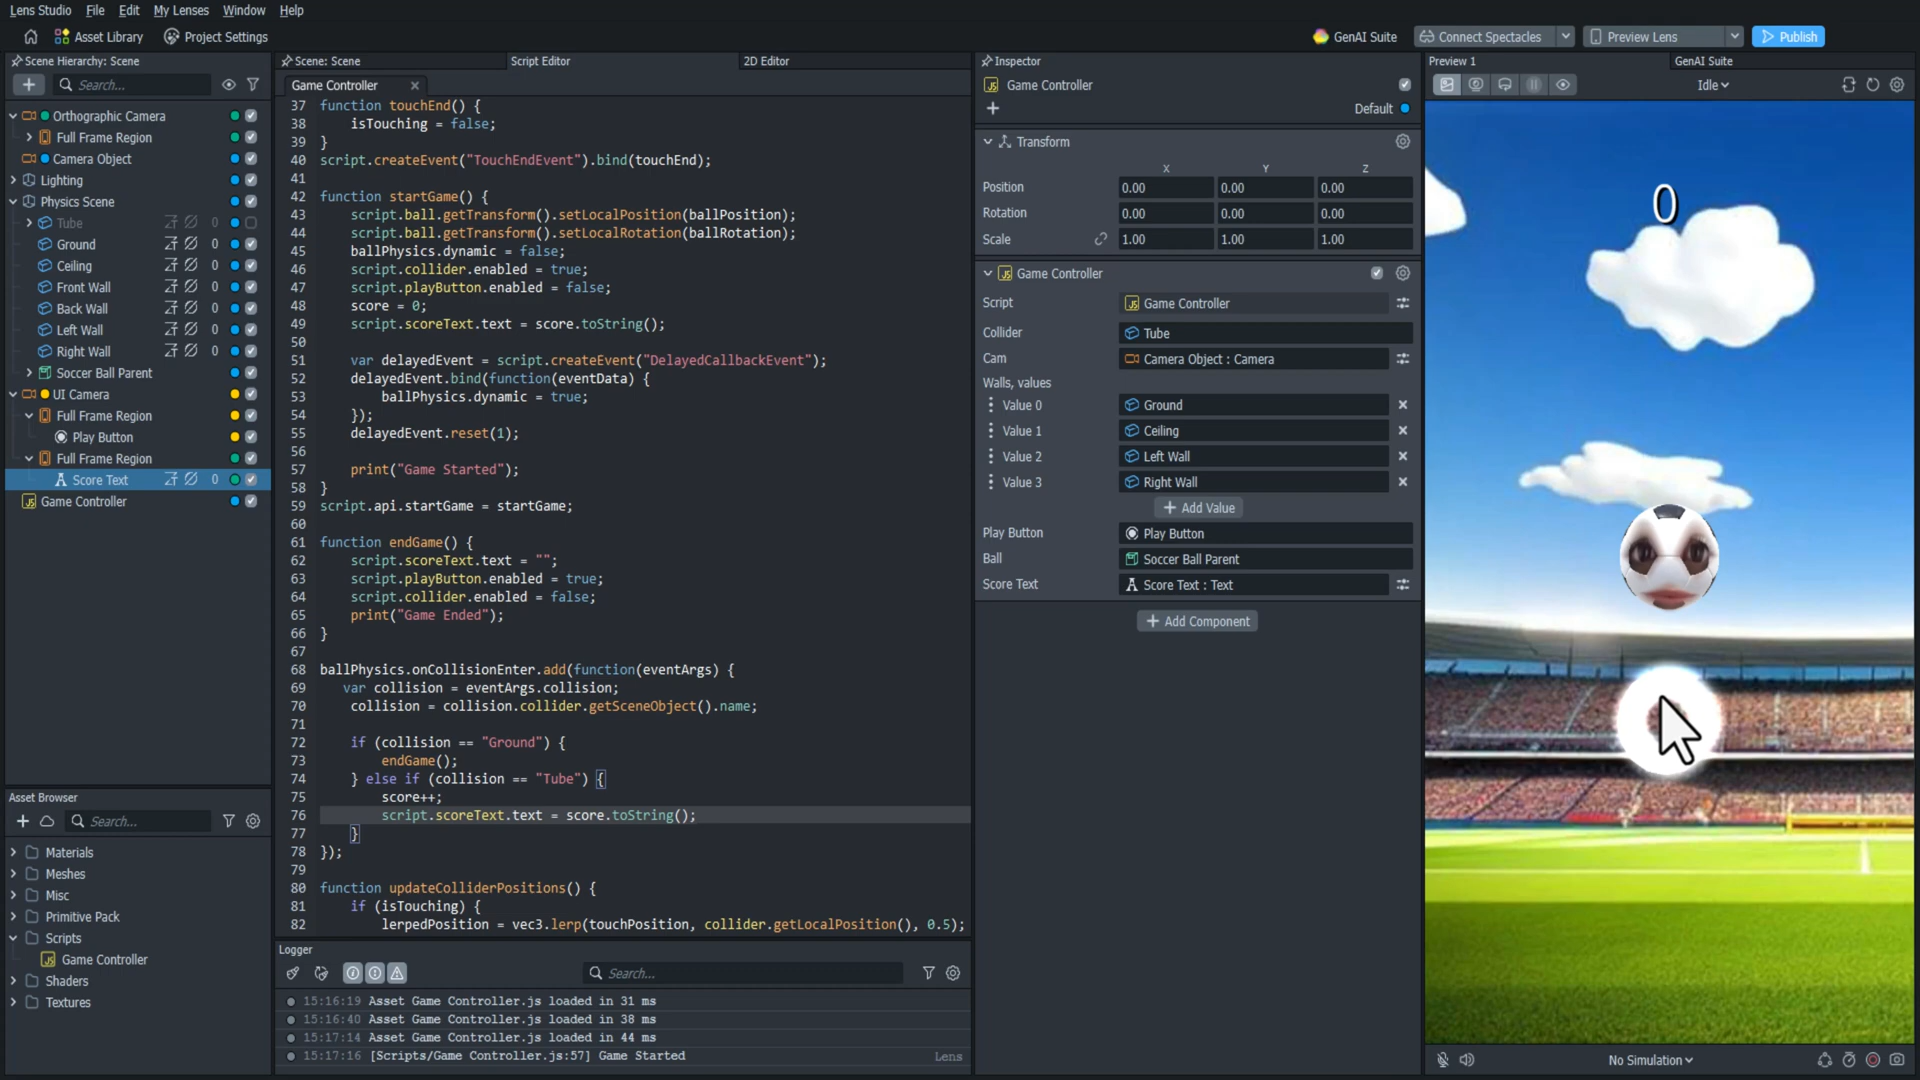 Lens Studio File Edit My Lenses Window Help
Asset Library Project Settings GenAI Suite Connect Spectacles Preview Lens Publish
Scene Hierarchy: Scene
Search...
Orthographic Camera
Full Frame Region
Camera Object
Lighting
Physics Scene
Tube 0
Ground 0
Ceiling 0
Front Wall 0
Back Wall 0
Left Wall 0
Right Wall 0
Soccer Ball Parent
UI Camera
Full Frame Region
Play Button
Full Frame Region
Score Text 0
Game Controller
Asset Browser
Search...
Materials
Meshes
Misc
Primitive Pack
Scripts
Game Controller
Shaders
Textures
Scene: Scene Script Editor 2D Editor
Game Controller
37 function touchEnd() {
38 isTouching = false;
39 }
40 script.createEvent("TouchEndEvent").bind(touchEnd);
41
42 function startGame() {
43 script.ball.getTransform().setLocalPosition(ballPosition);
44 script.ball.getTransform().setLocalRotation(ballRotation);
45 ballPhysics.dynamic = false;
46 script.collider.enabled = true;
47 script.playButton.enabled = false;
48 score = 0;
49 script.scoreText.text = score.toString();
50
51 var delayedEvent = script.createEvent("DelayedCallbackEvent");
52 delayedEvent.bind(function(eventData) {
53 ballPhysics.dynamic = true;
54 });
55 delayedEvent.reset(1);
56
57 print("Game Started");
58 }
59 script.api.startGame = startGame;
60
61 function endGame() {
62 script.scoreText.text = "";
63 script.playButton.enabled = true;
64 script.collider.enabled = false;
65 print("Game Ended");
66 }
67
68 ballPhysics.onCollisionEnter.add(function(eventArgs) {
69 var collision = eventArgs.collision;
70 collision = collision.collider.getSceneObject().name;
71
72 if (collision == "Ground") {
73 endGame();
74 } else if (collision == "Tube") {
75 score++;
76 script.scoreText.text = score.toString();
77 }
78 });
79
80 function updateColliderPositions() {
81 if (isTouching) {
82 lerpedPosition = vec3.lerp(touchPosition, collider.getLocalPosition(), 0.5);
Logger
Search...
15:16:19 Asset Game Controller.js loaded in 31 ms
15:16:40 Asset Game Controller.js loaded in 38 ms
15:17:14 Asset Game Controller.js loaded in 44 ms
15:17:16 [Scripts/Game Controller.js:57] Game Started Lens
Inspector
Game Controller
Default
Transform
X Y Z
Position 0.00 0.00 0.00
Rotation 0.00 0.00 0.00
Scale 1.00 1.00 1.00
Game Controller
Script Game Controller
Collider Tube
Cam Camera Object : Camera
Walls, values
Value 0 Ground
Value 1 Ceiling
Value 2 Left Wall
Value 3 Right Wall
Add Value
Play Button Play Button
Ball Soccer Ball Parent
Score Text Score Text : Text
Add Component
Preview 1 GenAI Suite
Idle
0
No Simulation